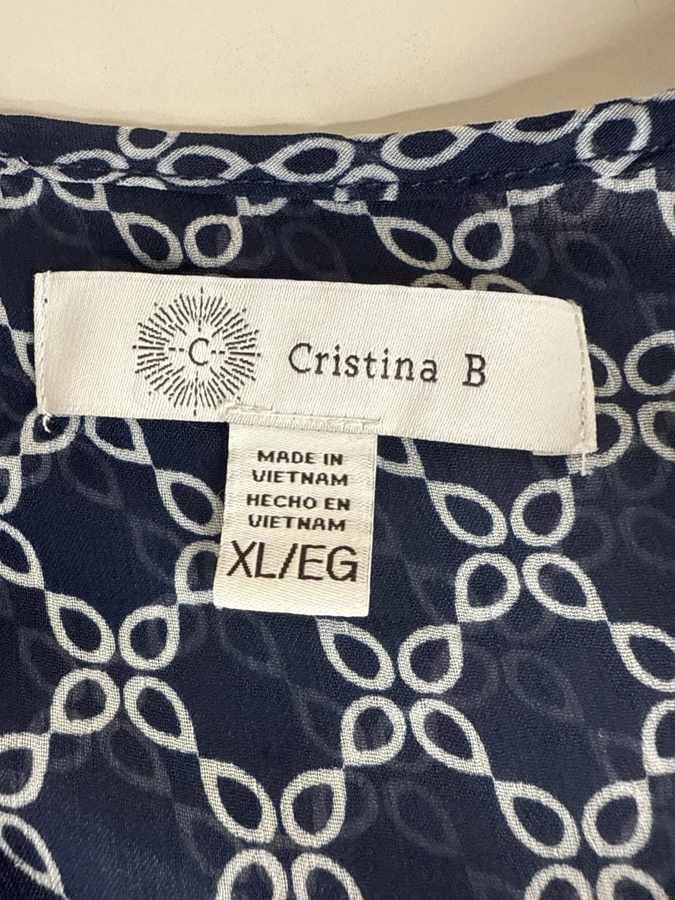 --C--
Cristina B
MADE IN
VIETNAM
HECHO EN
VIETNAM
XL/EG